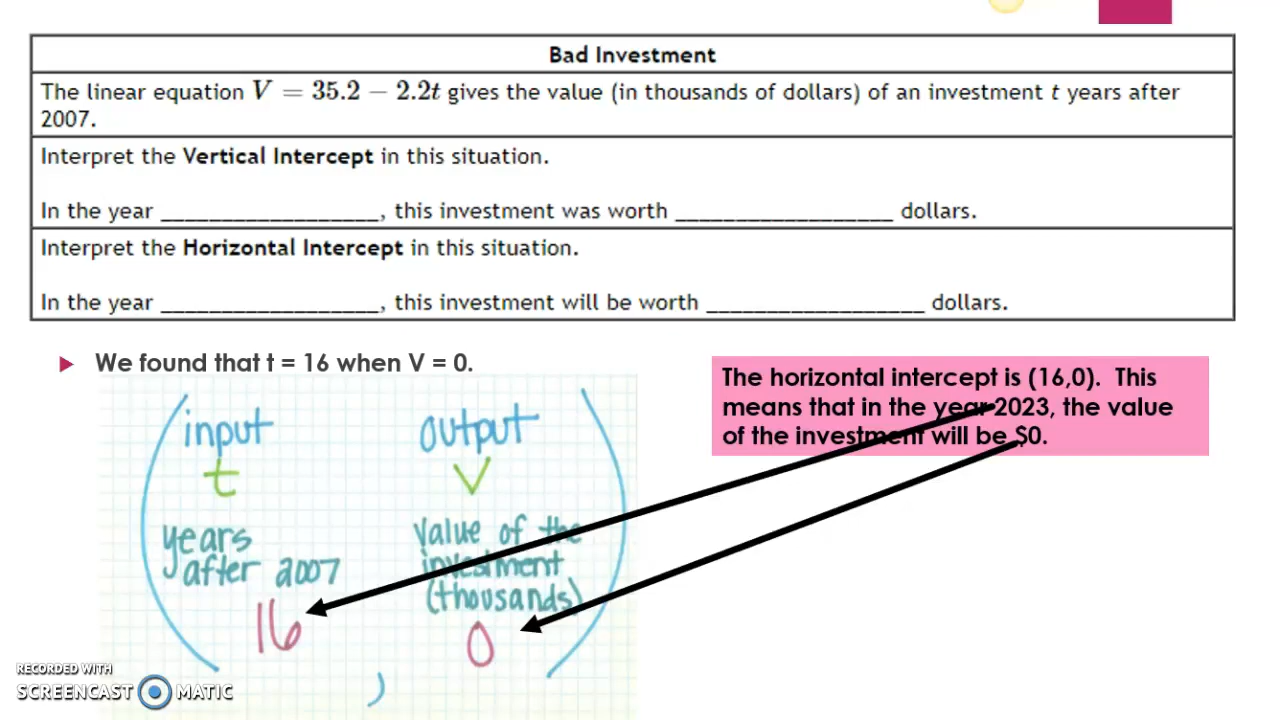 Bad Investment
The linear equation V = 35.2 − 2.2t gives the value (in thousands of dollars) of an investment t years after
2007.
Interpret the Vertical Intercept in this situation.
In the year __________________, this investment was worth __________________ dollars.
Interpret the Horizontal Intercept in this situation.
In the year __________________, this investment will be worth __________________ dollars.
We found that t = 16 when V = 0.
The horizontal intercept is (16,0). This
means that in the year 2023, the value
of the investment will be $0.
( input output )
t V
years Value of the
after 2007 investment
(thousands)
16 , 0
RECORDED WITH
SCREENCAST MATIC